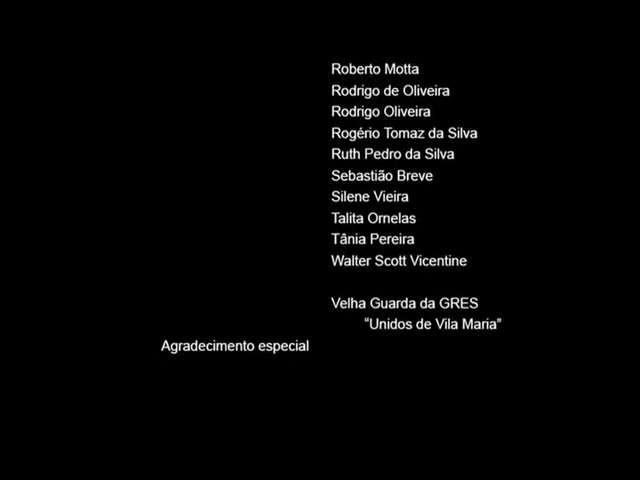 Roberto Motta
Rodrigo de Oliveira
Rodrigo Oliveira
Rogério Tomaz da Silva
Ruth Pedro da Silva
Sebastião Breve
Silene Vieira
Talita Ornelas
Tânia Pereira
Walter Scott Vicentine
Velha Guarda da GRES
“Unidos de Vila Maria”
Agradecimento especial